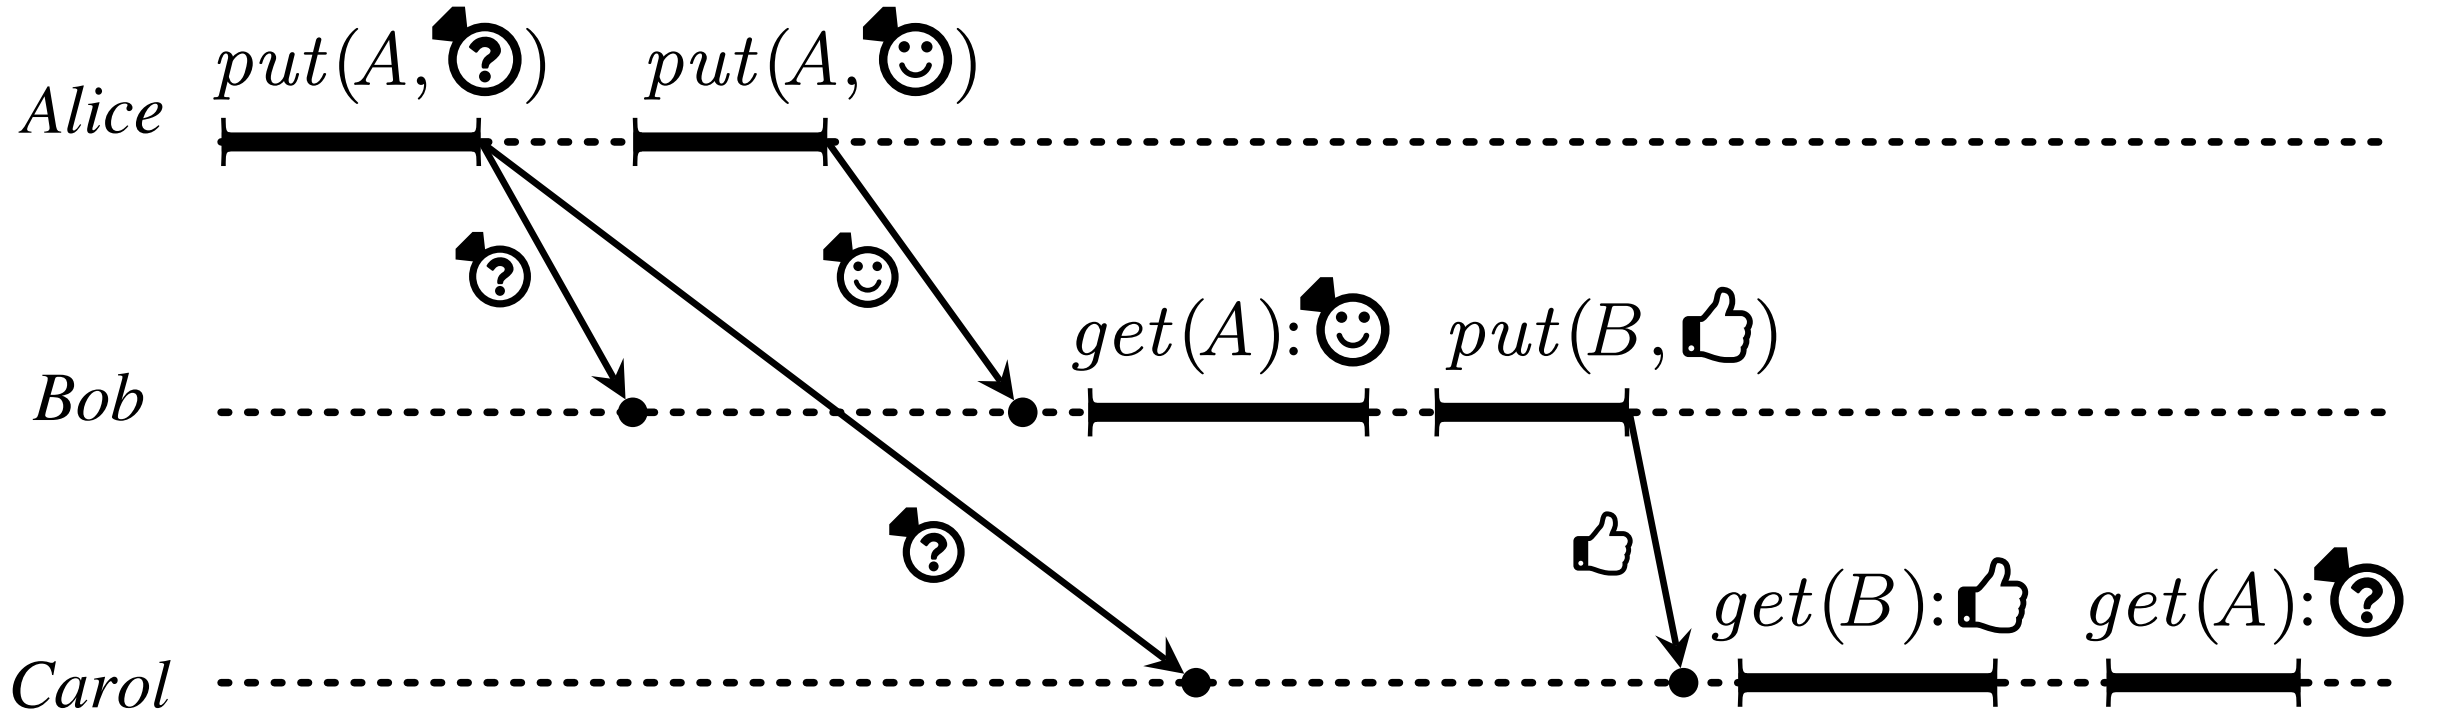 put(A, ?)
put(A, )
Alice
?
get(A):
put(B, )
Bob
?
get(B):
get(A): ?
Carol